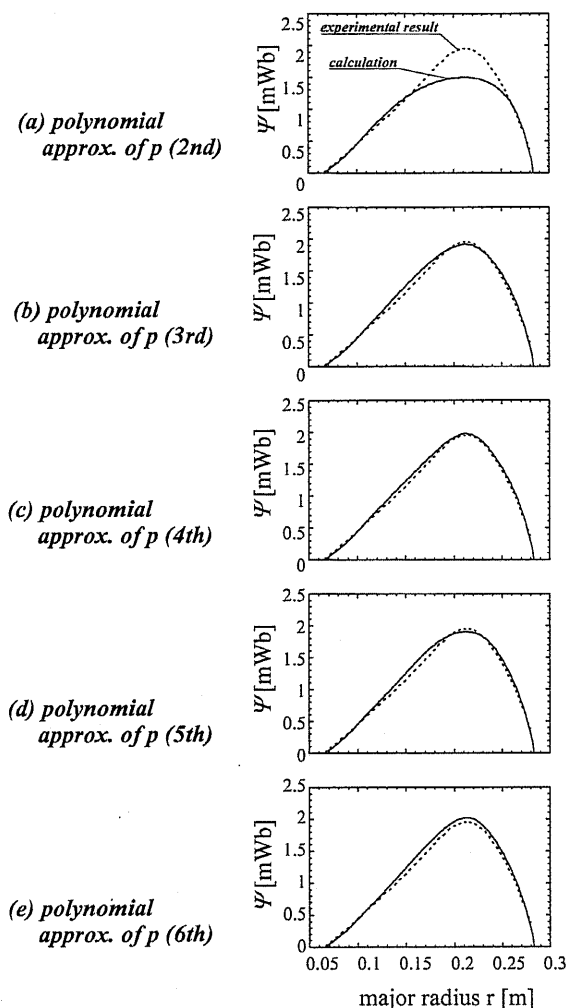 2.5
experimental result
2
calculation
1.5
(a) polynomial
approx. of p (2nd)
Ψ [mWb]
1
0.5
0
2.5
2
(b) polynomial
approx. of p (3rd)
Ψ [mWb]
1.5
1
0.5
0
2.5
2
1.5
(c) polynomial
approx. of p (4th)
Ψ [mWb]
1
0.5
0
2.5
2
1.5
(d) polynomial
approx. of p (5th)
Ψ [mWb]
1
0.5
0
2.5
2
1.5
(e) polynomial
approx. of p (6th)
Ψ [mWb]
1
0.5
0
0.05 0.1 0.15 0.2 0.25 0.3
major radius r [m]